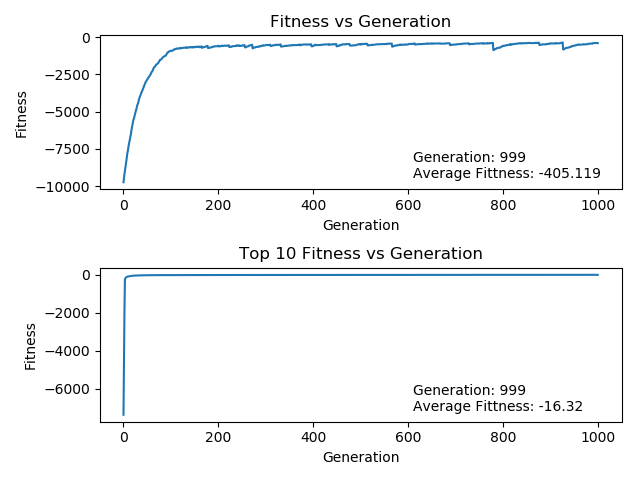 Fitness vs Generation
0
−2500
−5000
−7500
−10000
Fitness
Generation: 999
Average Fittness: -405.119
0 200 400 600 800 1000
Generation
Top 10 Fitness vs Generation
0
−2000
−4000
−6000
Fitness
Generation: 999
Average Fittness: -16.32
0 200 400 600 800 1000
Generation